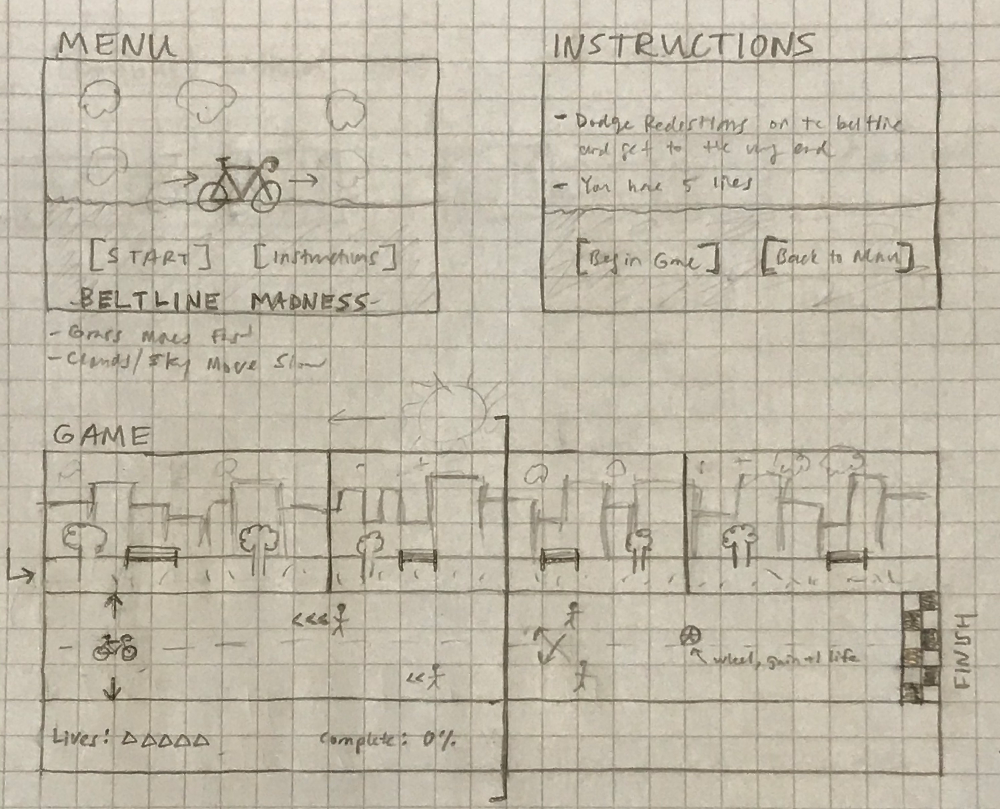 MENU
[START] [Instructions]
BELTLINE MADNESS
- Grass moves Fast
- Clouds/Sky Move Slow
INSTRUCTIONS
- Dodge Pedestrians on the beltline
and get to the very end
- You have 5 lives
[Begin Game] [Back to Menu]
GAME
<<<
<<
wheel, gain +1 life
FINISH
Lives: △△△△△ Complete: 0%